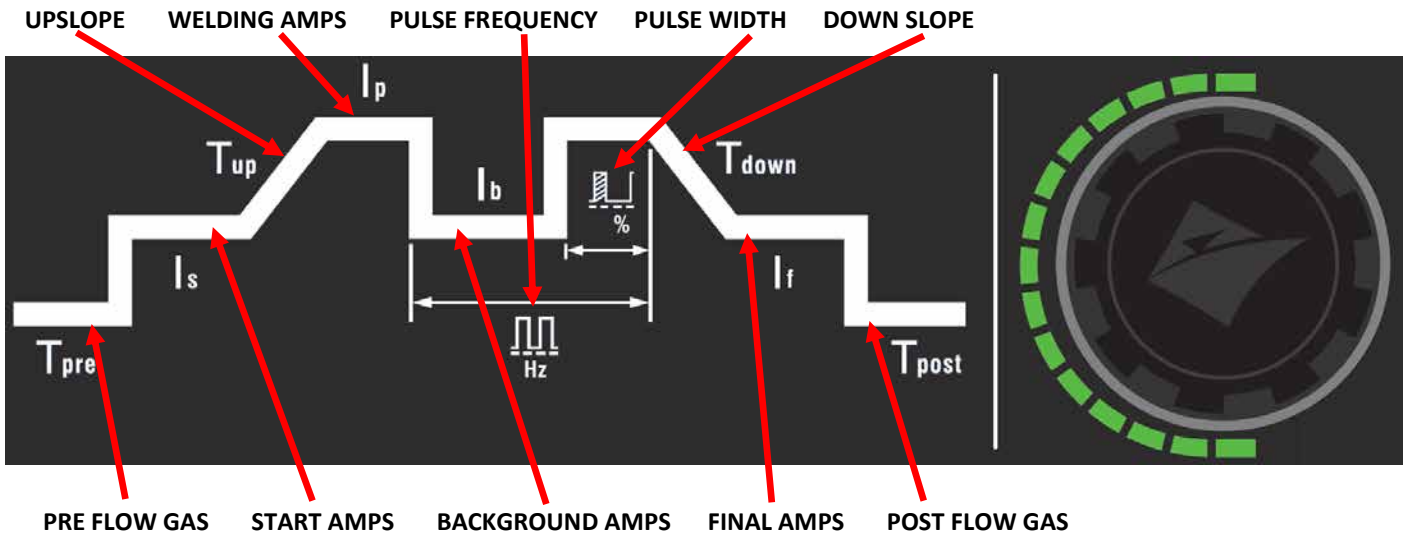 UPSLOPE WELDING AMPS PULSE FREQUENCY PULSE WIDTH DOWN SLOPE
Ip
Tup Tdown
Ib
%
Is If
Tpre Hz Tpost
PRE FLOW GAS START AMPS BACKGROUND AMPS FINAL AMPS POST FLOW GAS